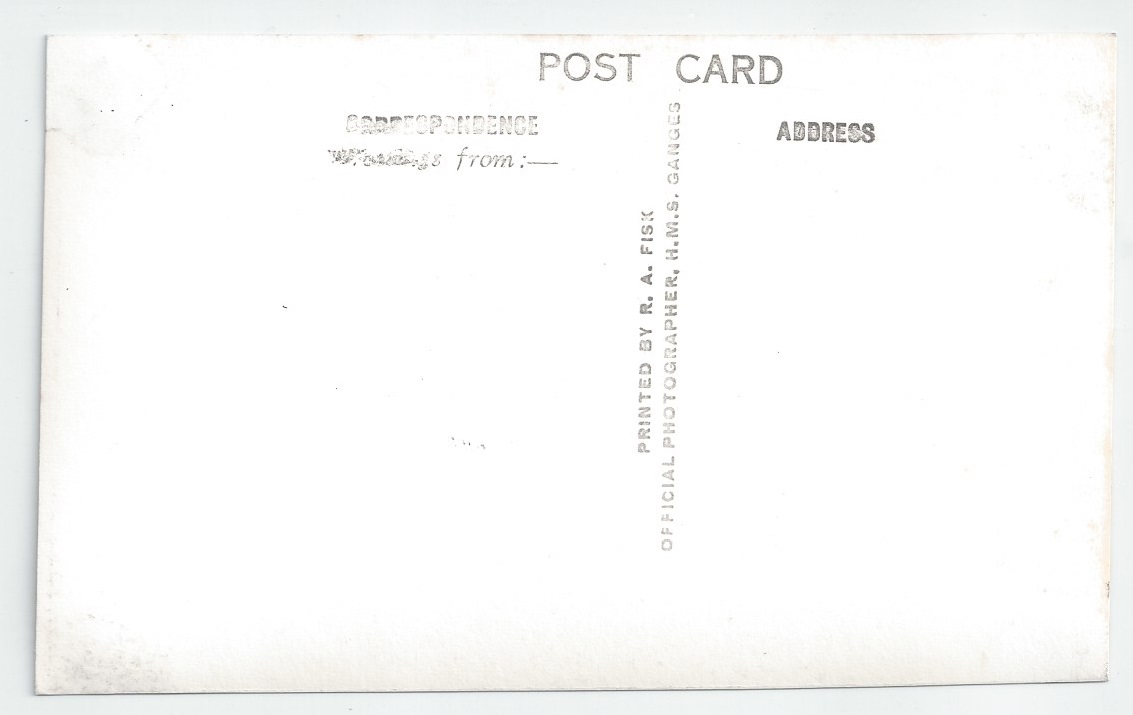 POST CARD
CORRESPONDENCE
from:—
ADDRESS
PRINTED BY R. A. FISK
OFFICIAL PHOTOGRAPHER, H.M.S. GANGES